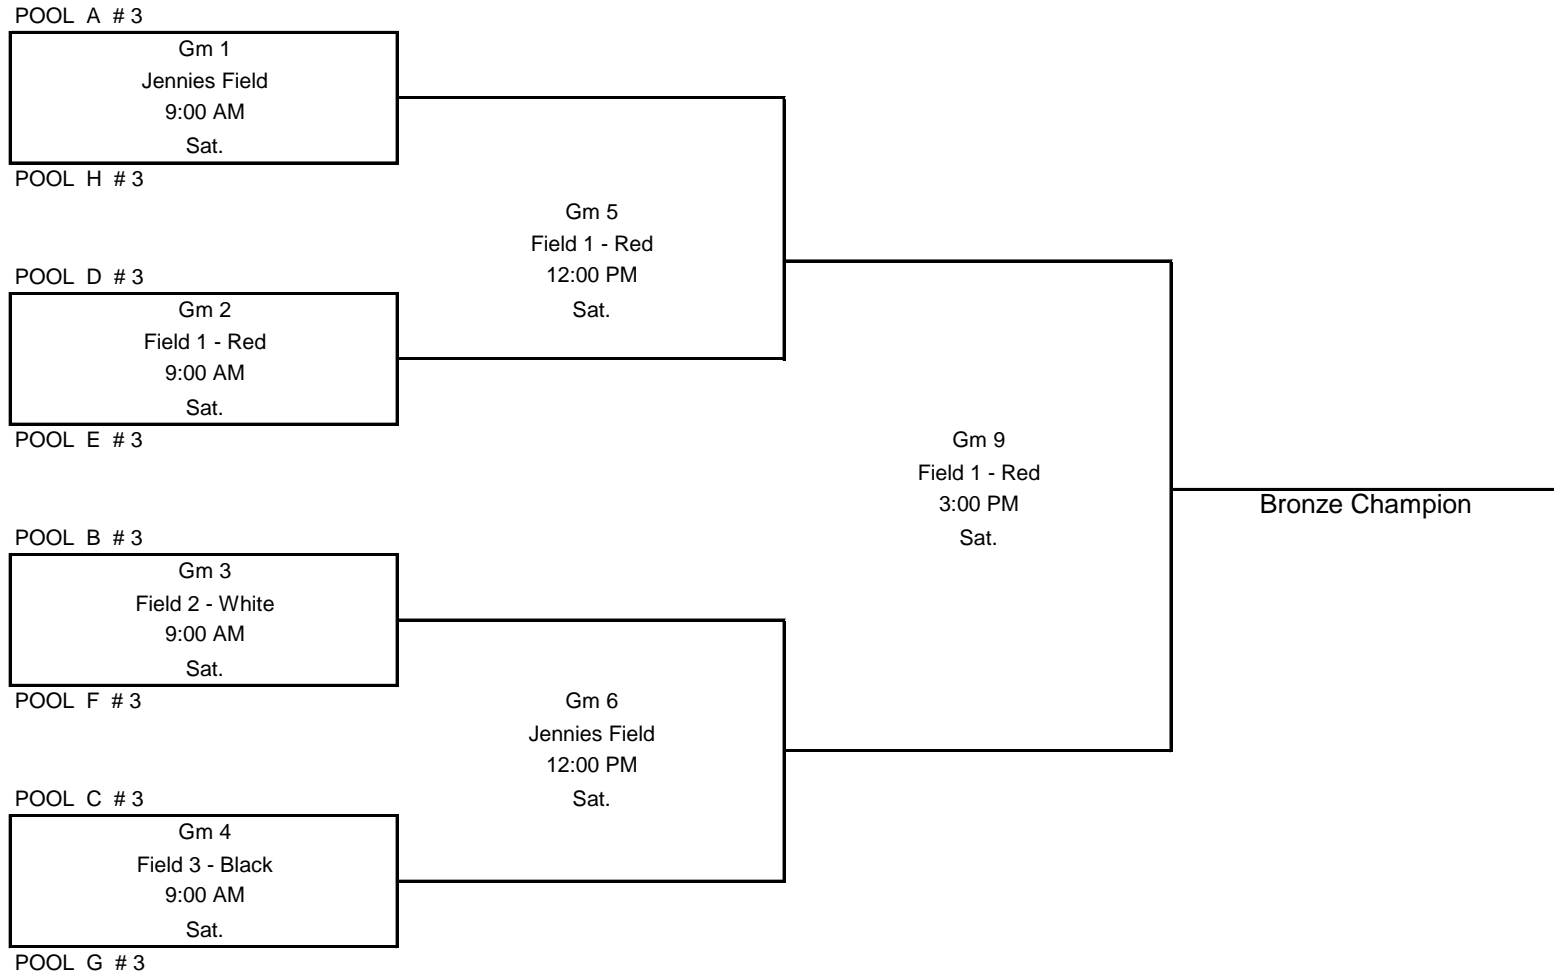 POOL A # 3
Gm 1
Jennies Field
9:00 AM
Sat.
POOL H # 3
Gm 5
Field 1 - Red
12:00 PM
Sat.
POOL D # 3
Gm 2
Field 1 - Red
9:00 AM
Sat.
POOL E # 3
Gm 9
Field 1 - Red
3:00 PM
Sat.
Bronze Champion
POOL B # 3
Gm 3
Field 2 - White
9:00 AM
Sat.
POOL F # 3
Gm 6
Jennies Field
12:00 PM
Sat.
POOL C # 3
Gm 4
Field 3 - Black
9:00 AM
Sat.
POOL G # 3